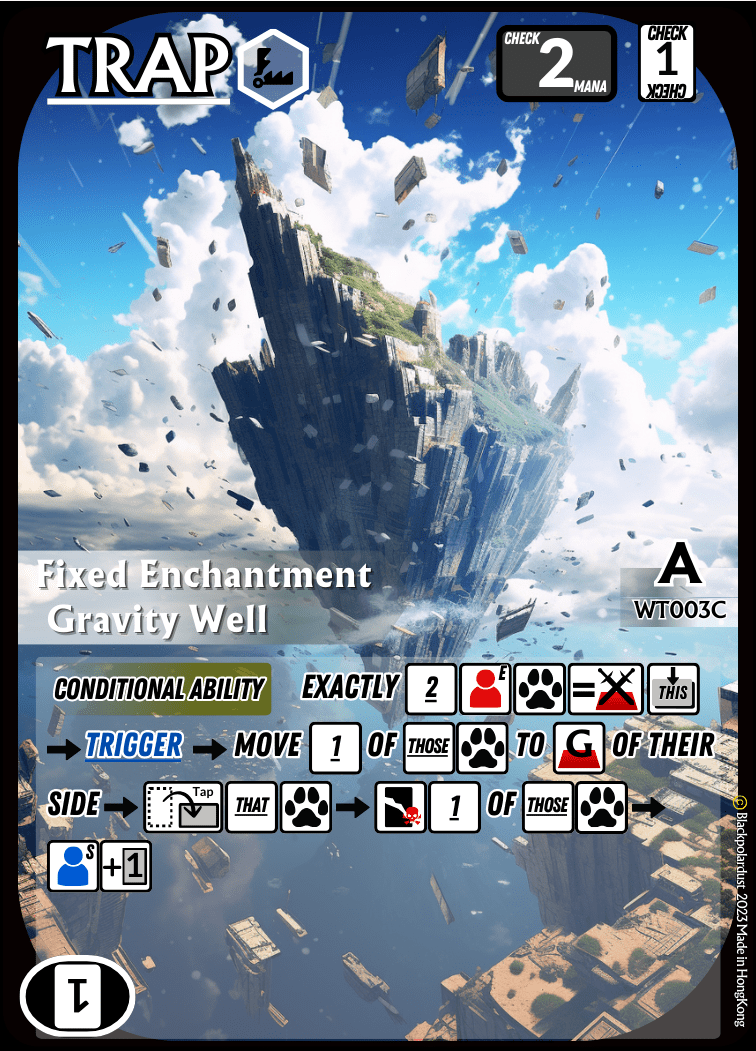 TRAP
CHECK 2 MANA
CHECK 1 CHECK
Fixed Enchantment
Gravity Well
A
WT003C
CONDITIONAL ABILITY EXACTLY 2 E = THIS
TRIGGER MOVE 1 OF THOSE TO G OF THEIR
SIDE Tap THAT 1 OF THOSE
S +1
1
© Blackpolardust 2023 Made in HongKong